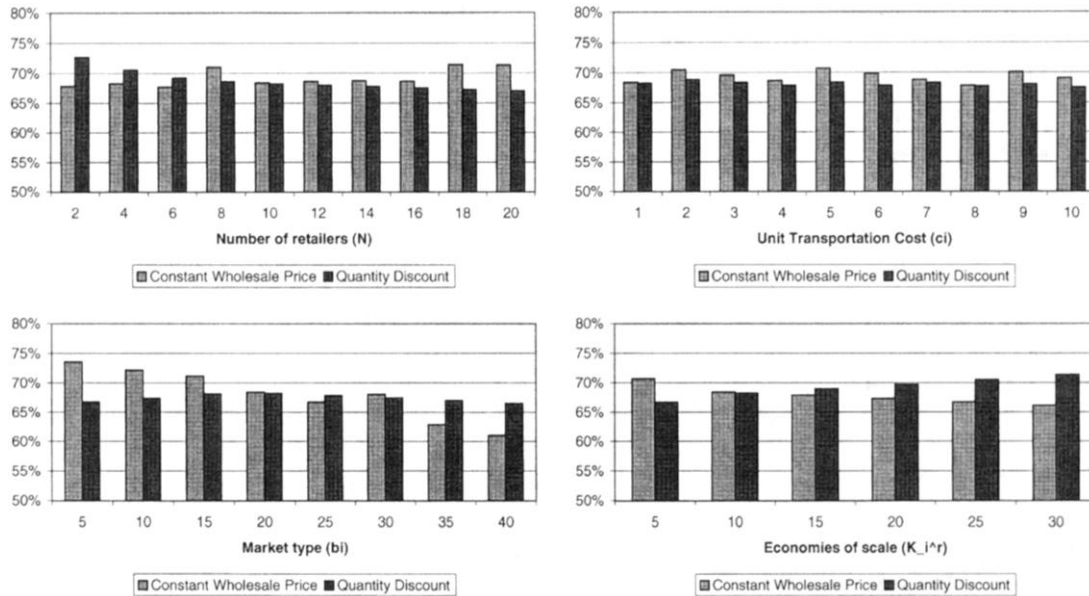 80%
75%
70%
65%
60%
55%
50%
2 4 6 8 10 12 14 16 18 20
Number of retailers (N)
Constant Wholesale Price Quantity Discount
80%
75%
70%
65%
60%
55%
50%
1 2 3 4 5 6 7 8 9 10
Unit Transportation Cost (ci)
Constant Wholesale Price Quantity Discount
80%
75%
70%
65%
60%
55%
50%
5 10 15 20 25 30 35 40
Market type (bi)
Constant Wholesale Price Quantity Discount
80%
75%
70%
65%
60%
55%
50%
5 10 15 20 25 30
Economies of scale (K_i^r)
Constant Wholesale Price Quantity Discount